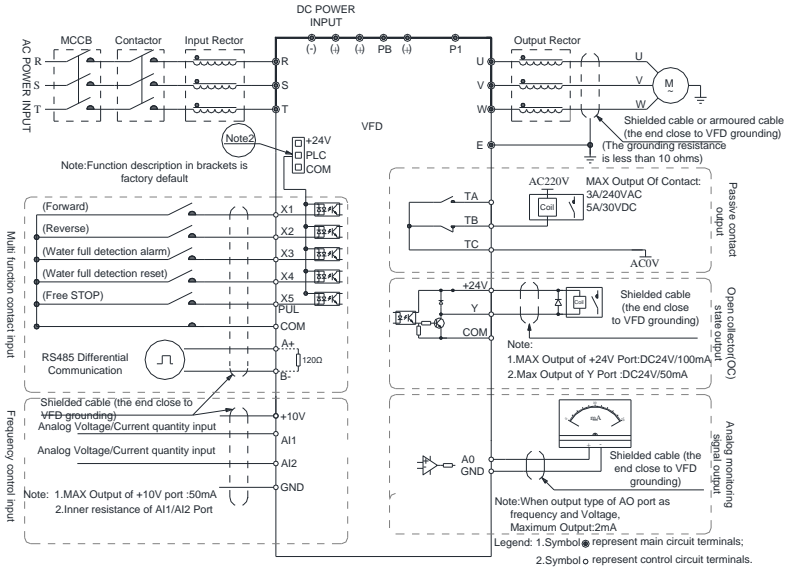 DC POWER
INPUT
MCCB
Contactor
Input Rector
(-)
(+)
(+)
PB
(+)
P1
Output Rector
AC POWER INPUT
R
S
T
R
S
T
U
V
W
U
V
W
M
~
VFD
E
Shielded cable or armoured cable
(the end close to VFD grounding)
(The grounding resistance
is less than 10 ohms)
Note2
+24V
PLC
COM
Note:Function description in brackets is
factory default
Multi function contact input
(Forward)
X1
(Reverse)
X2
(Water full detection alarm)
X3
(Water full detection reset)
X4
(Free STOP)
X5
PUL
COM
RS485 Differential
Communication
A+
120Ω
B-
Shielded cable (the end close to
VFD grounding)
Frequency control input
+10V
Analog Voltage/Current quantity input
AI1
Analog Voltage/Current quantity input
AI2
GND
Note: 1.MAX Output of +10V port :50mA
2.Inner resistance of AI1/AI2 Port
Passive contact
output
TA
TB
TC
AC220V
Coil
MAX Output Of Contact:
3A/240VAC
5A/30VDC
AC0V
Open collector(OC)
state output
+24V
Y
COM
Coil
Shielded cable
(the end close
to VFD grounding)
Note:
1.MAX Output of +24V Port:DC24V/100mA
2.Max Output of Y Port :DC24V/50mA
Analog monitoring
signal output
mA
+
-
A0
GND
Shielded cable (the
end close to VFD
grounding)
Note:When output type of AO port as
frequency and Voltage,
Maximum Output:2mA
Legend: 1.Symbol represent main circuit terminals;
2.Symbol represent control circuit terminals.